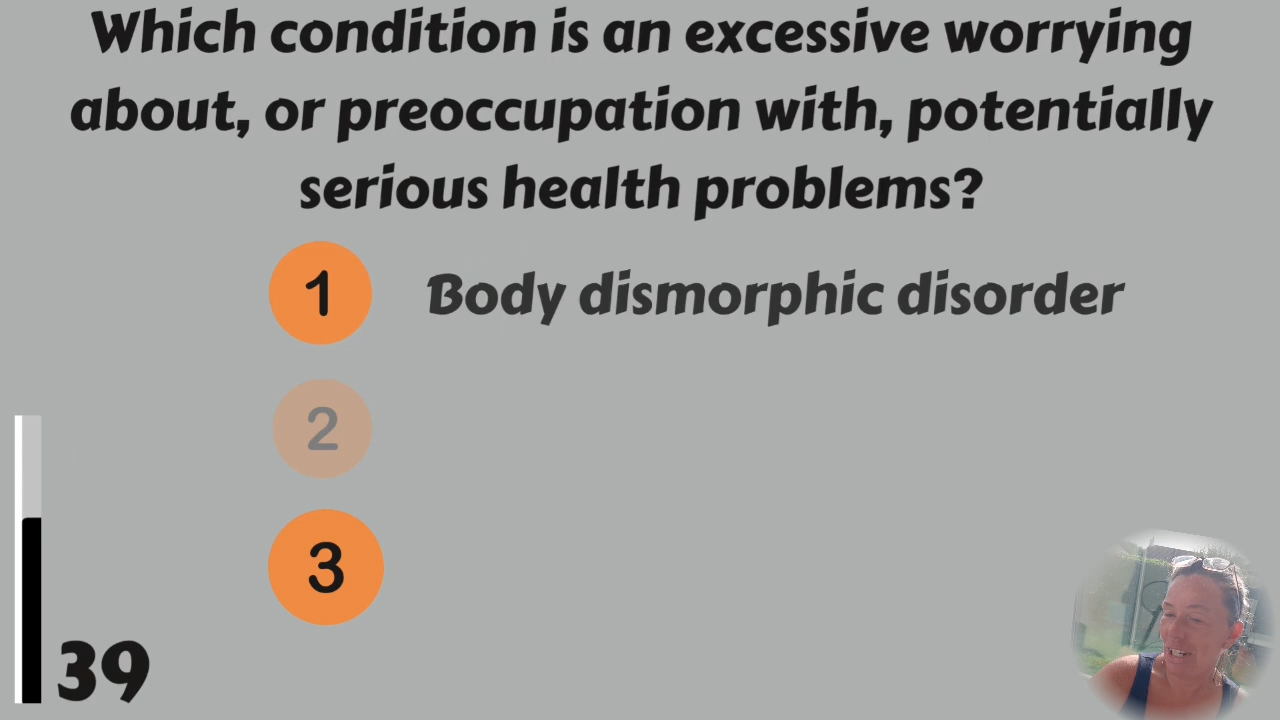 Which condition is an excessive worrying
about, or preoccupation with, potentially
serious health problems?
1 Body dismorphic disorder
2
3
39